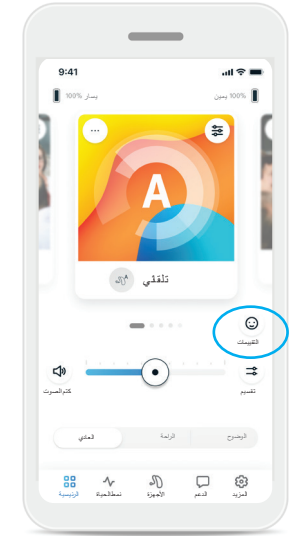 9:41
100% يمين
يسار 100%
A
تلقائي
A
التقييمات
كتم الصوت
تقسيم
العادي
الراحة
الوضوح
الرئيسية
نمط الحياة
الأجهزة
الدعم
المزيد